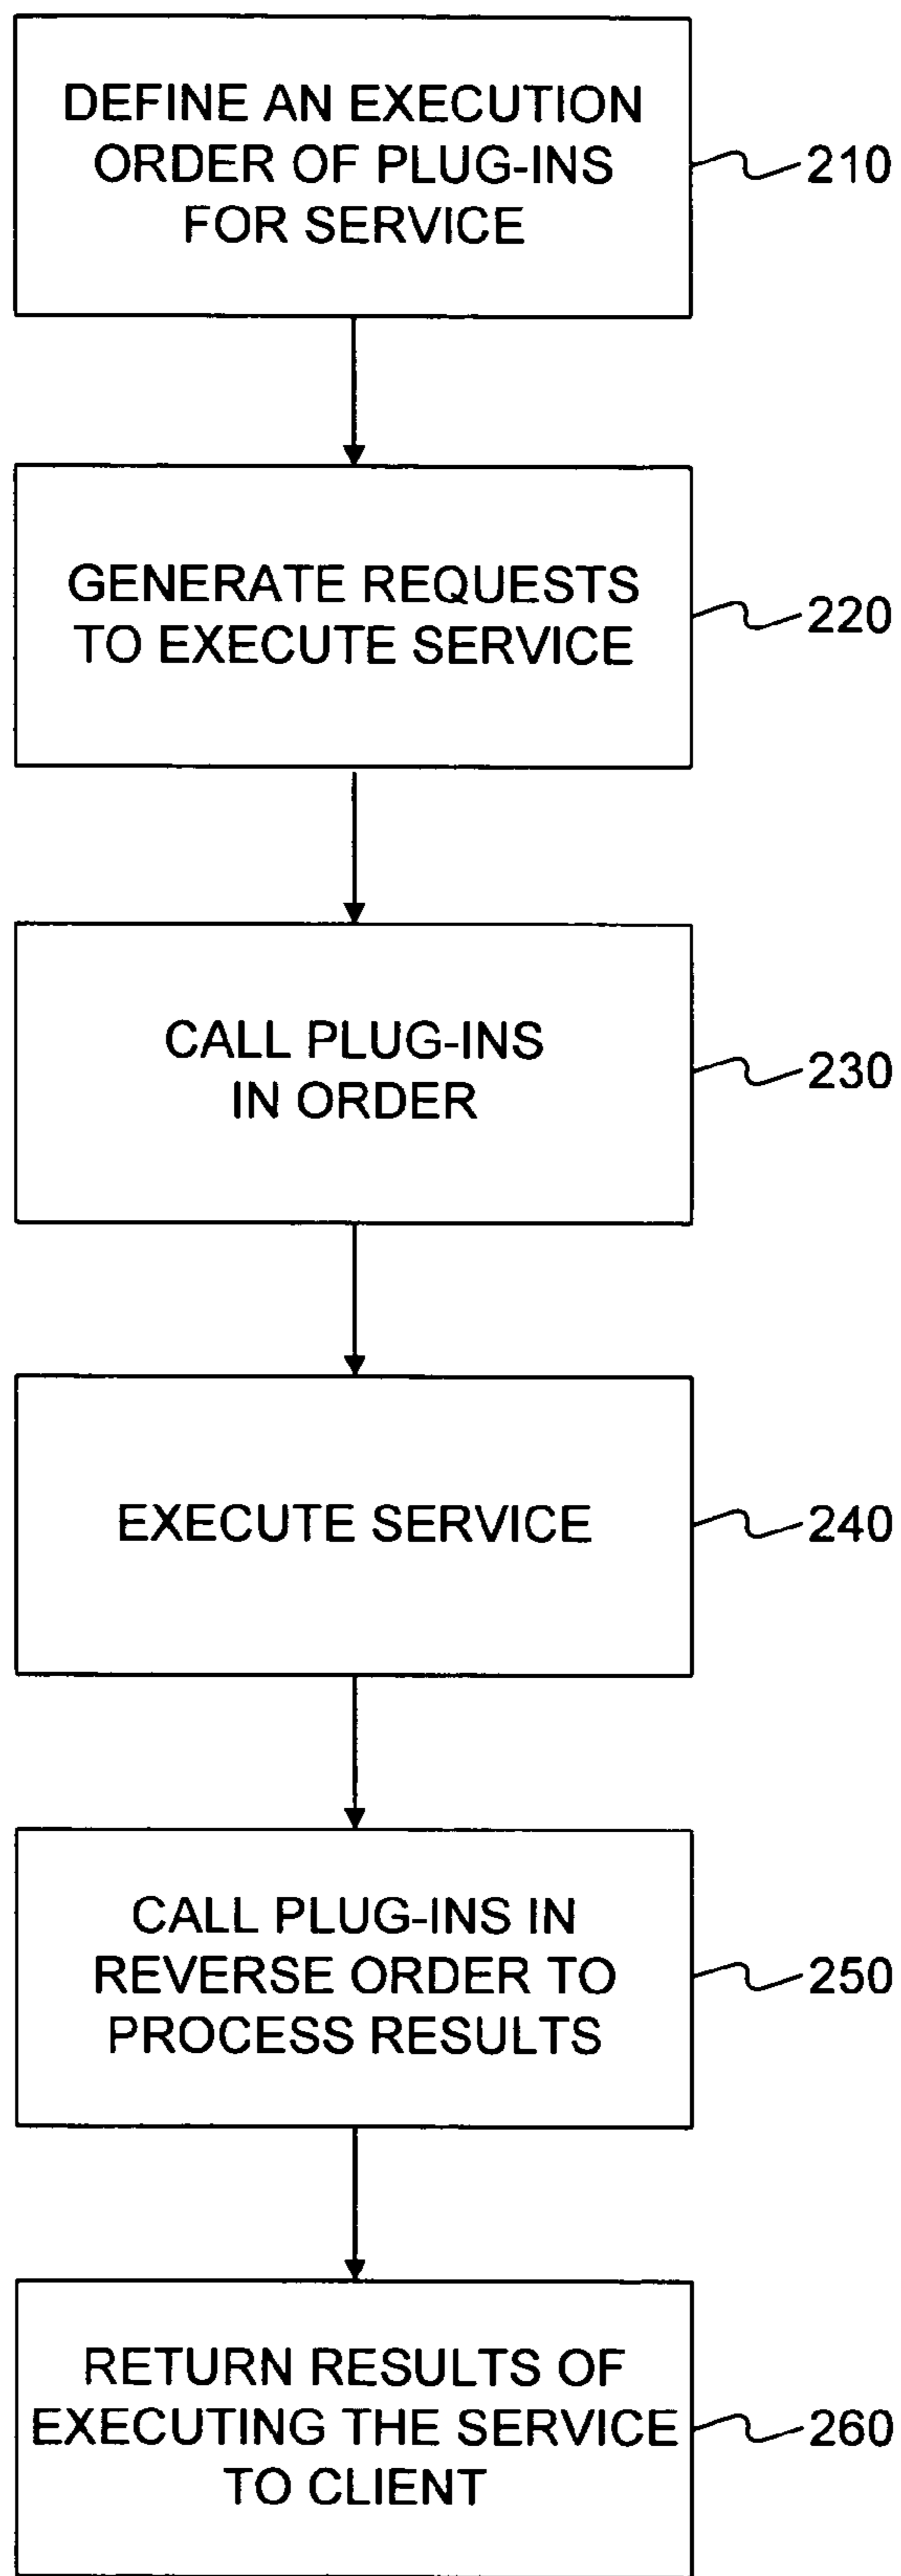 DEFINE AN EXECUTION
ORDER OF PLUG-INS
FOR SERVICE
210
GENERATE REQUESTS
TO EXECUTE SERVICE
220
CALL PLUG-INS
IN ORDER
230
EXECUTE SERVICE
240
CALL PLUG-INS IN
REVERSE ORDER TO
PROCESS RESULTS
250
RETURN RESULTS OF
EXECUTING THE SERVICE
TO CLIENT
260